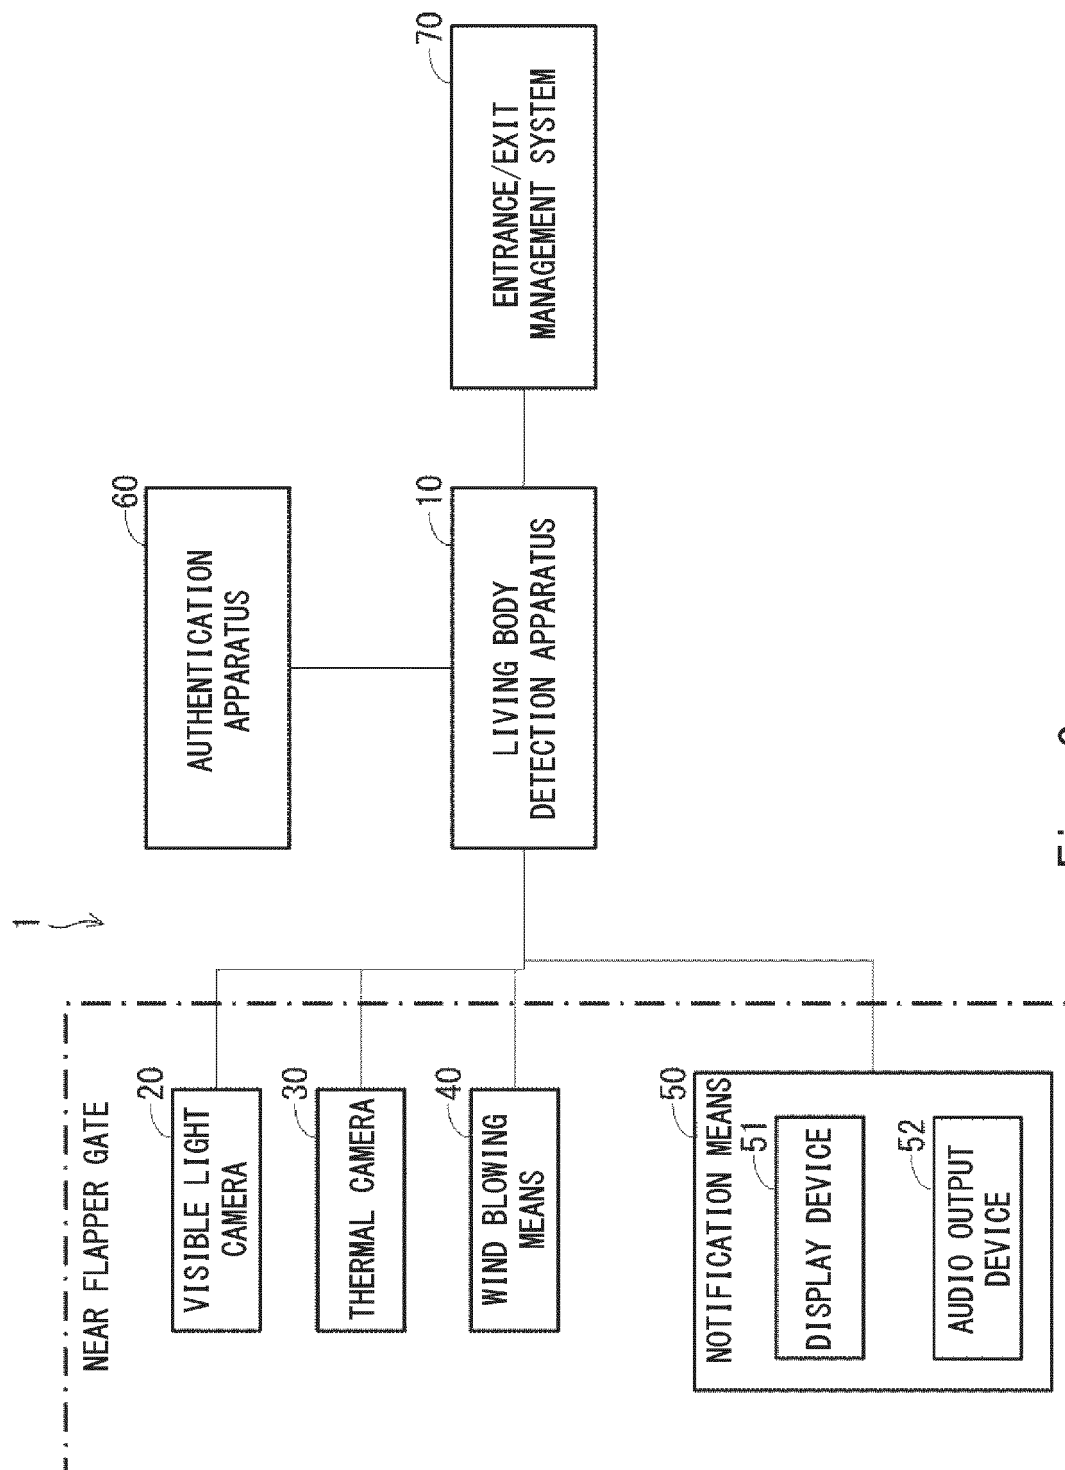 1
NEAR FLAPPER GATE
20
VISIBLE LIGHT
CAMERA
30
THERMAL CAMERA
40
WIND BLOWING
MEANS
50
NOTIFICATION MEANS
51
DISPLAY DEVICE
52
AUDIO OUTPUT
DEVICE
60
AUTHENTICATION
APPARATUS
10
LIVING BODY
DETECTION APPARATUS
70
ENTRANCE/EXIT
MANAGEMENT SYSTEM